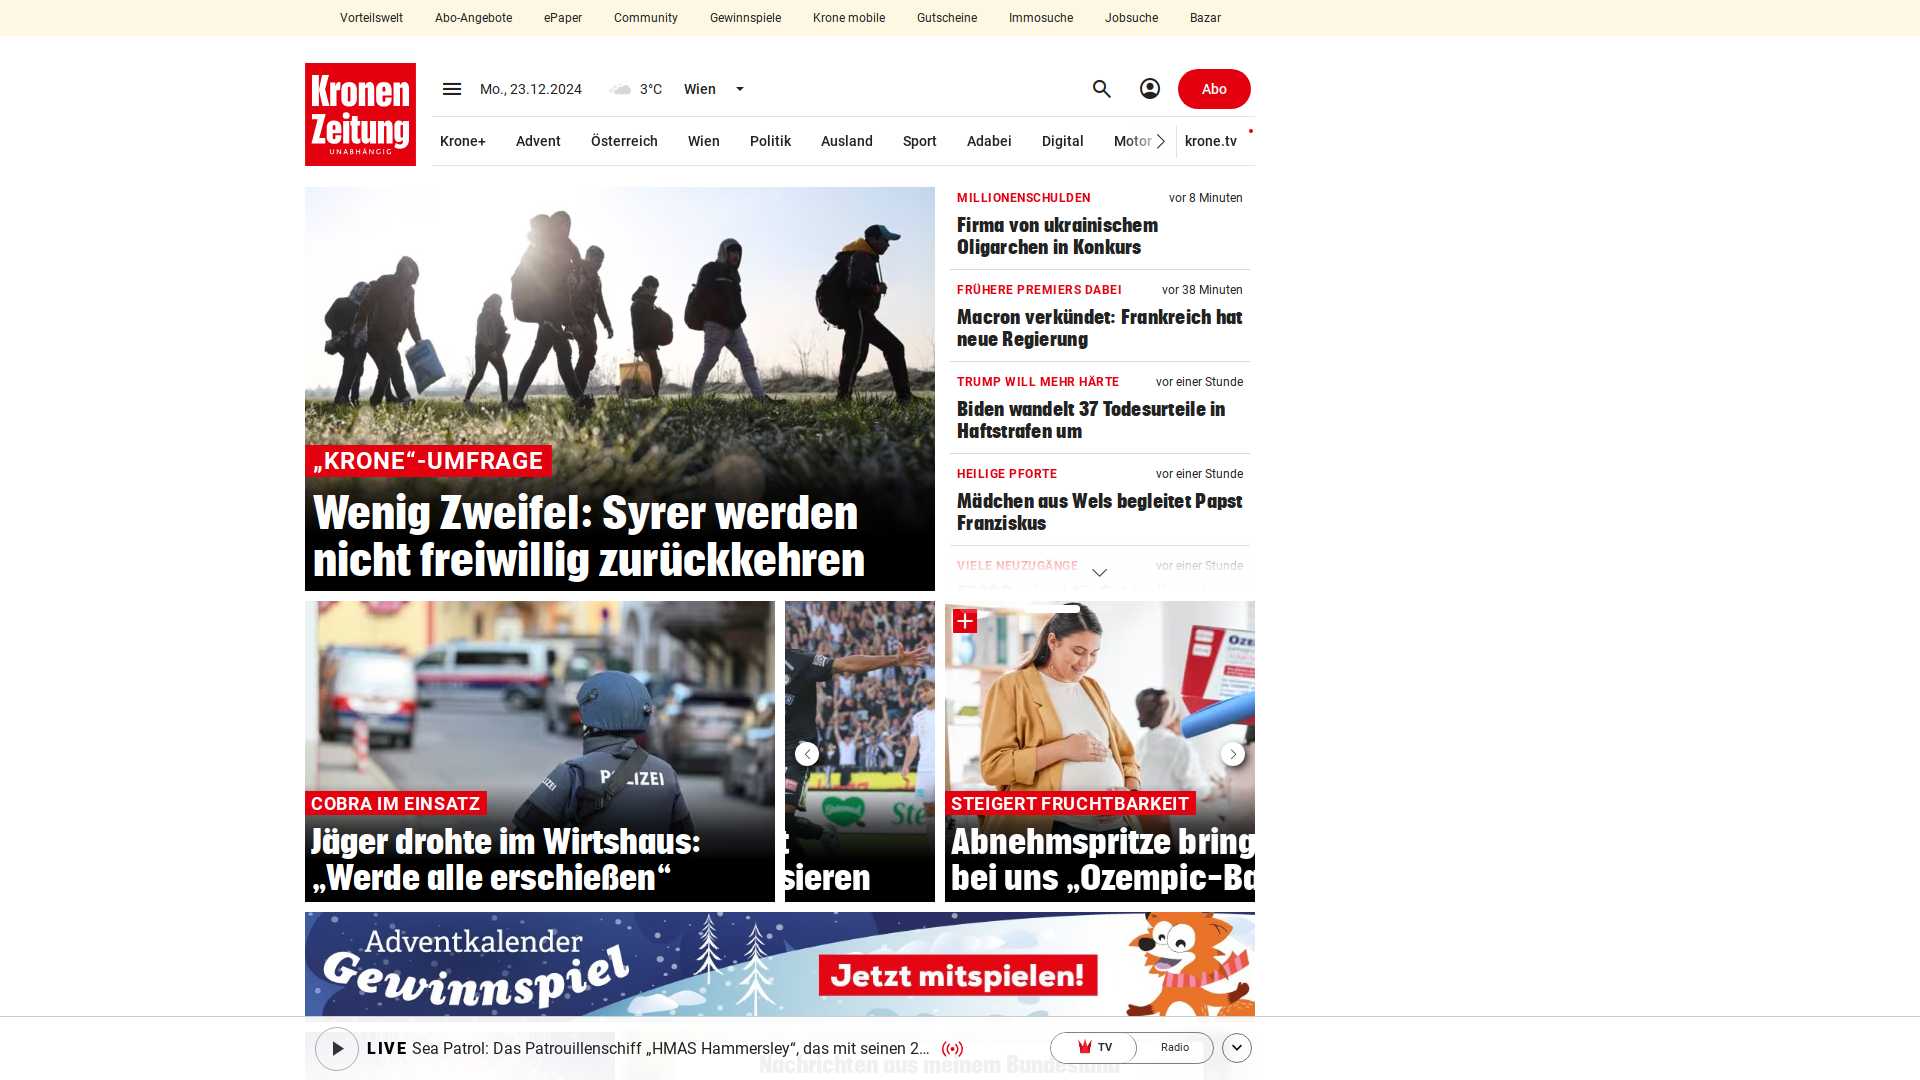 Vorteilswelt Abo-Angebote ePaper Community Gewinnspiele Krone mobile Gutscheine Immosuche Jobsuche Bazar
Kronen
Zeitung
UNABHÄNGIG
Mo., 23.12.2024 3°C Wien Abo
Krone+ Advent Österreich Wien Politik Ausland Sport Adabei Digital Motor krone.tv
„KRONE“-UMFRAGE
Wenig Zweifel: Syrer werden
nicht freiwillig zurückkehren
MILLIONENSCHULDEN vor 8 Minuten
Firma von ukrainischem
Oligarchen in Konkurs
FRÜHERE PREMIERS DABEI vor 38 Minuten
Macron verkündet: Frankreich hat
neue Regierung
TRUMP WILL MEHR HÄRTE vor einer Stunde
Biden wandelt 37 Todesurteile in
Haftstrafen um
HEILIGE PFORTE vor einer Stunde
Mädchen aus Wels begleitet Papst
Franziskus
VIELE NEUZUGÄNGE vor einer Stunde
POLIZEI
COBRA IM EINSATZ
Jäger drohte im Wirtshaus:
„Werde alle erschießen“
t
sieren
STEIGERT FRUCHTBARKEIT
Abnehmspritze bring
bei uns „Ozempic-Ba
Adventkalender
Gewinnspiel
Jetzt mitspielen!
LIVE Sea Patrol: Das Patrouillenschiff „HMAS Hammersley“, das mit seinen 2... TV Radio
Nachrichten aus meinem Bundesland